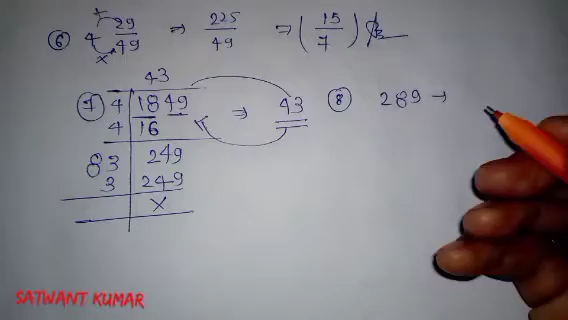 ⑥ 4 29/49 ⇒ 225/49 ⇒ (15/7)
43
⑦ 4 | 1849 ⇒ 43
4 | 16
83 | 249
3 | 249
x
⑧ 289 →
SATWANT KUMAR